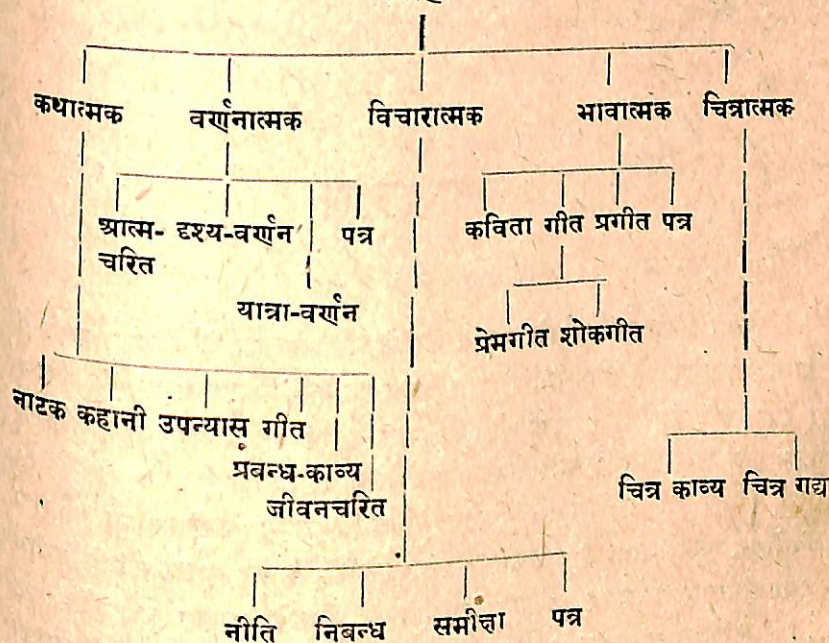 कथात्मक वर्णनात्मक विचारात्मक भावात्मक चित्रात्मक
आत्म- दृश्य-वर्णन पत्र कविता गीत प्रगीत पत्र
चरित
यात्रा-वर्णन
प्रेमगीत शोकगीत
नाटक कहानी उपन्यास गीत
प्रबन्ध-काव्य
जीवनचरित
चित्र काव्य चित्र गद्य
नीति निबन्ध समीक्षा पत्र